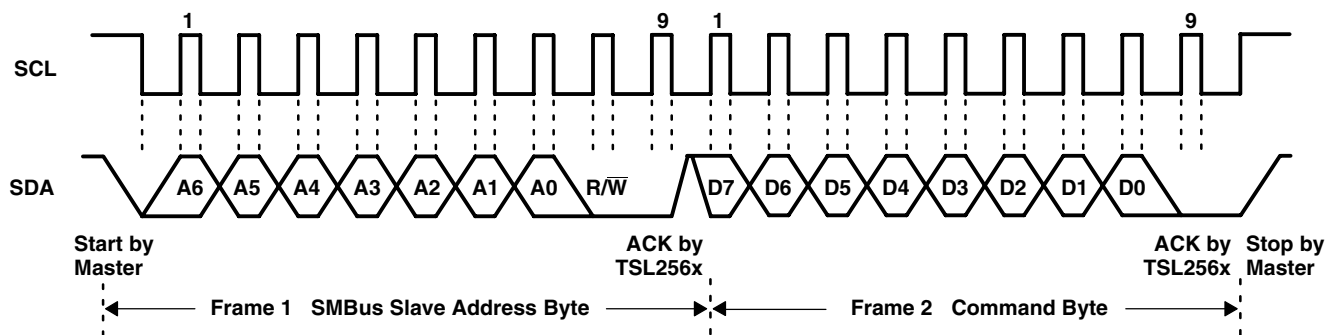 1 9 1 9
SCL
SDA A6 A5 A4 A3 A2 A1 A0 R/W̅ D7 D6 D5 D4 D3 D2 D1 D0
Start by Master
ACK by TSL256x
ACK by TSL256x
Stop by Master
Frame 1 SMBus Slave Address Byte
Frame 2 Command Byte